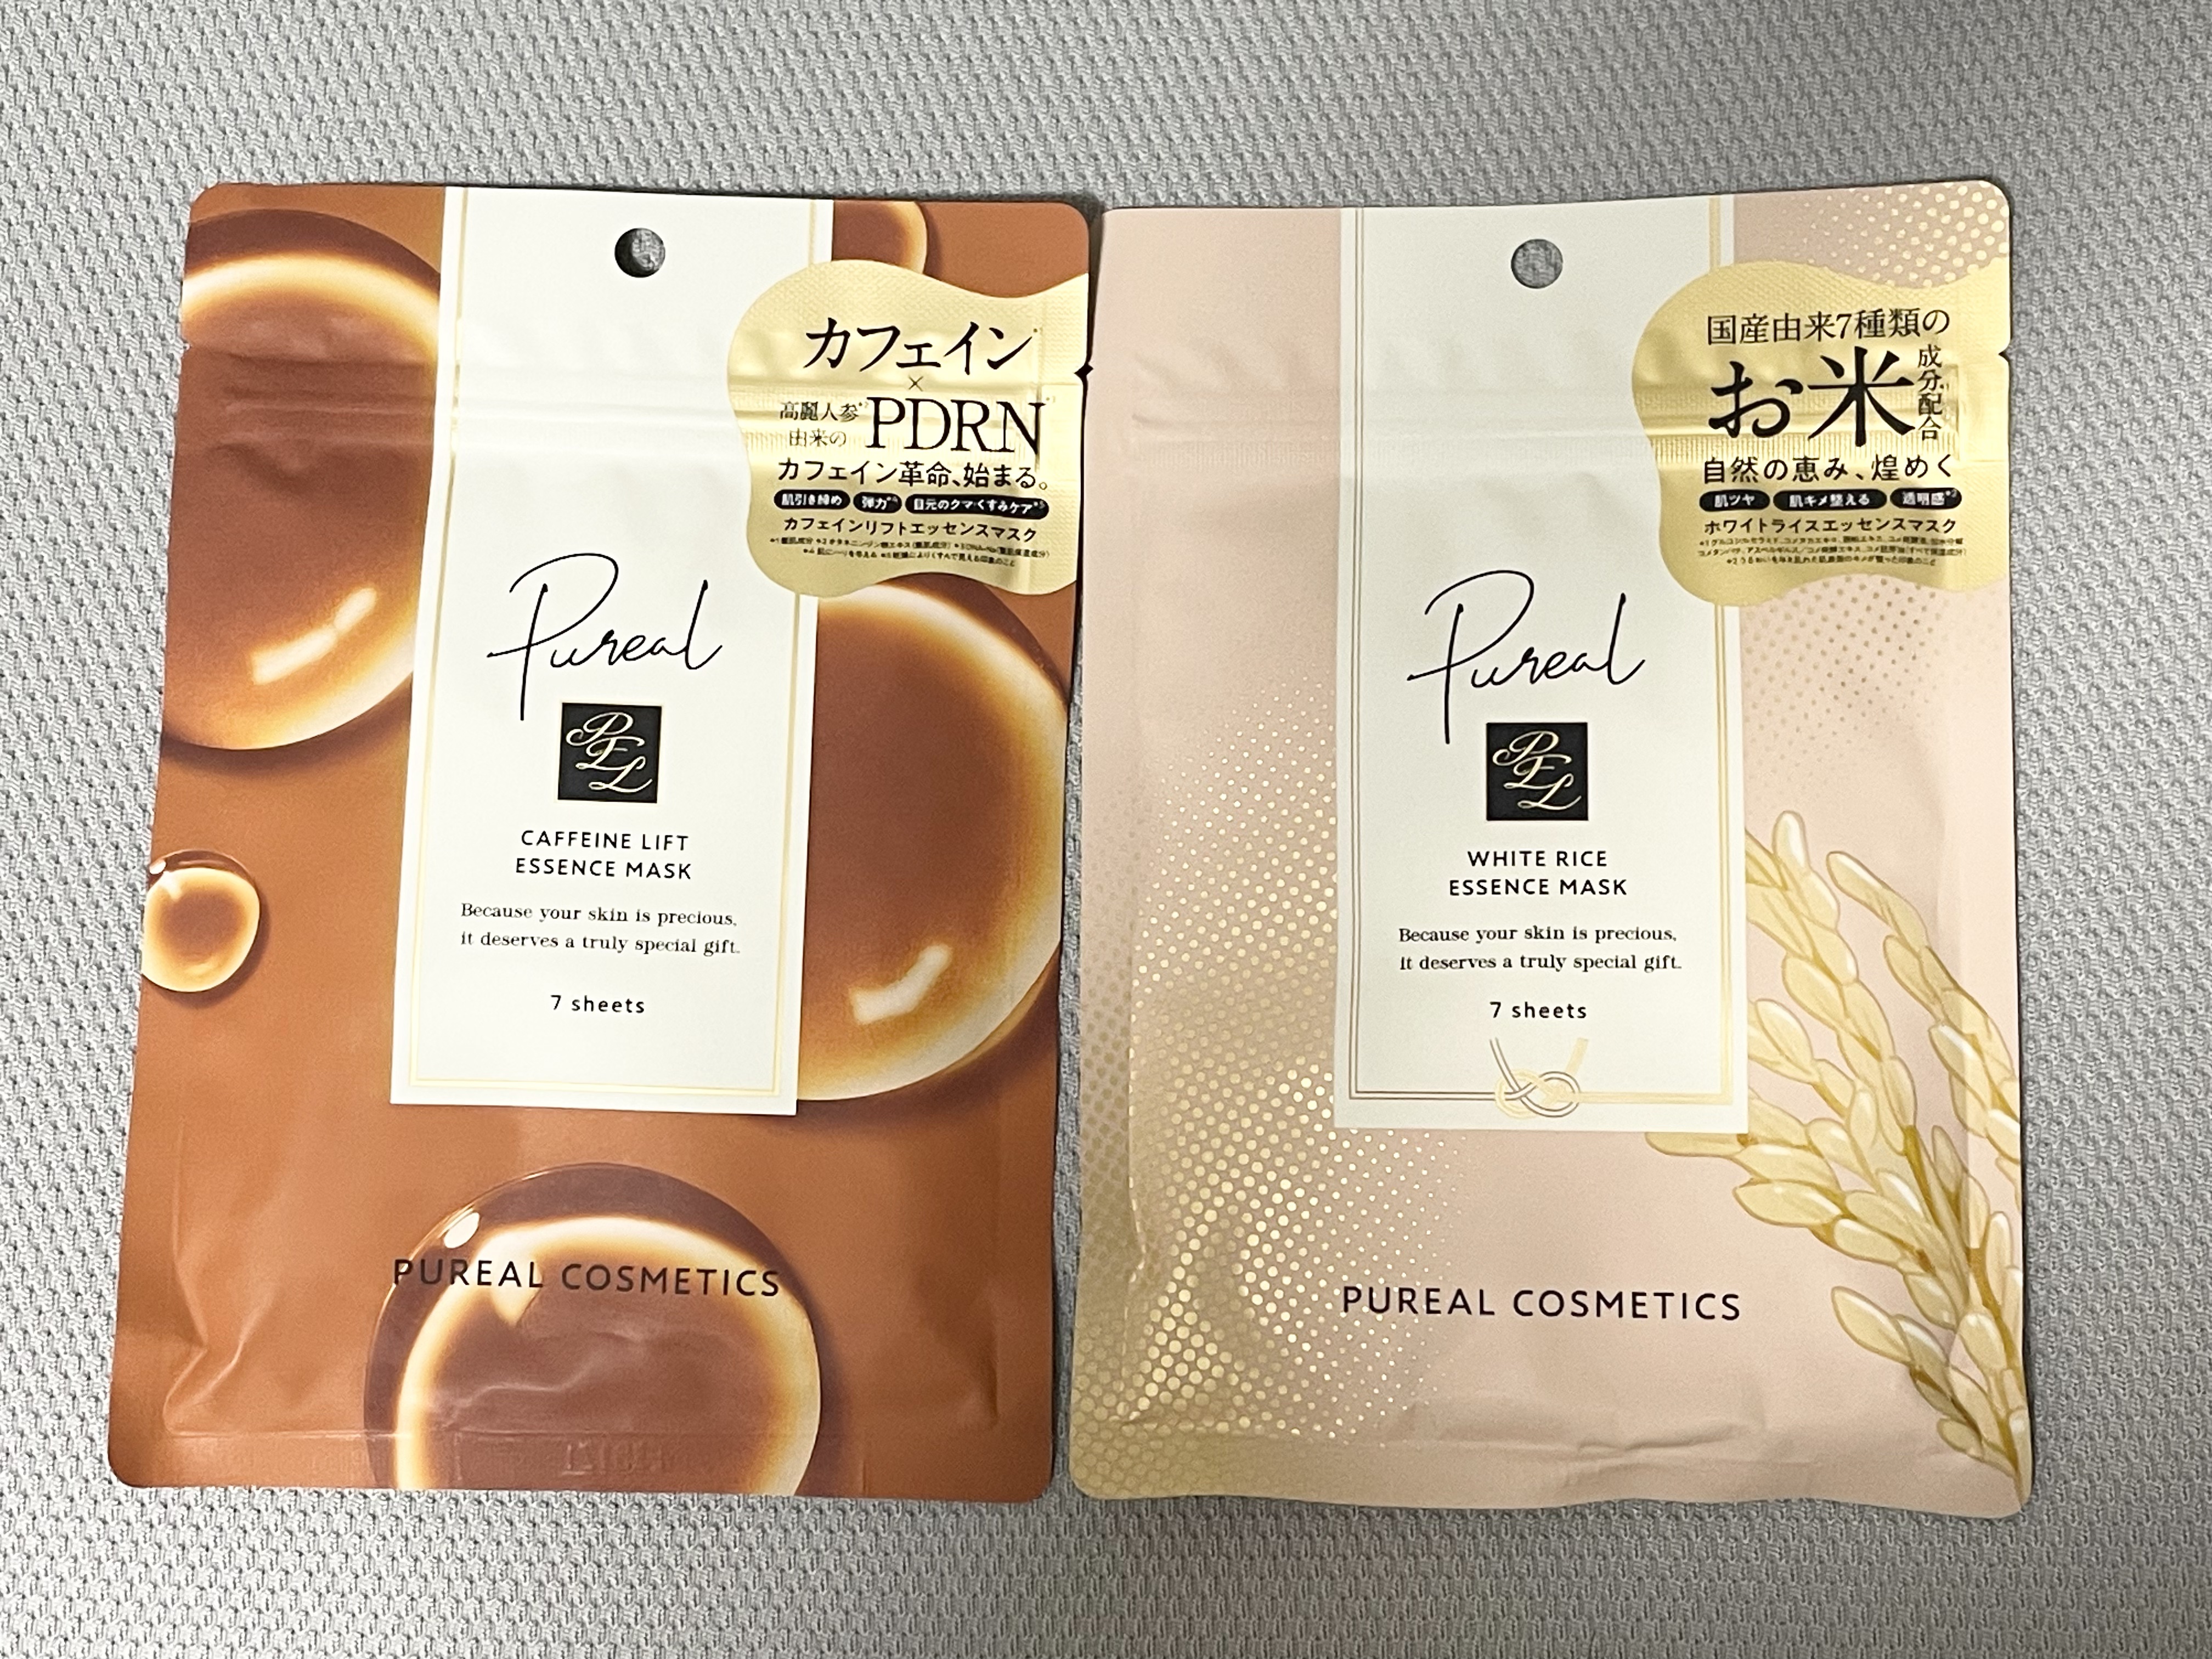 カフェイン
×
高麗人参
由来の
PDRN
カフェイン革命、始まる。
肌引き締め 弾力 目元のクマ・くすみケア
カフェインリフトエッセンスマスク
Pureal
PEL
CAFFEINE LIFT
ESSENCE MASK
Because your skin is precious,
it deserves a truly special gift.
7 sheets
PUREAL COSMETICS
国産由来7種類の
お米
成分配合
自然の恵み、煌めく
肌ツヤ 肌キメ整える 透明感
ホワイトライスエッセンスマスク
Pureal
PEL
WHITE RICE
ESSENCE MASK
Because your skin is precious,
it deserves a truly special gift.
7 sheets
PUREAL COSMETICS